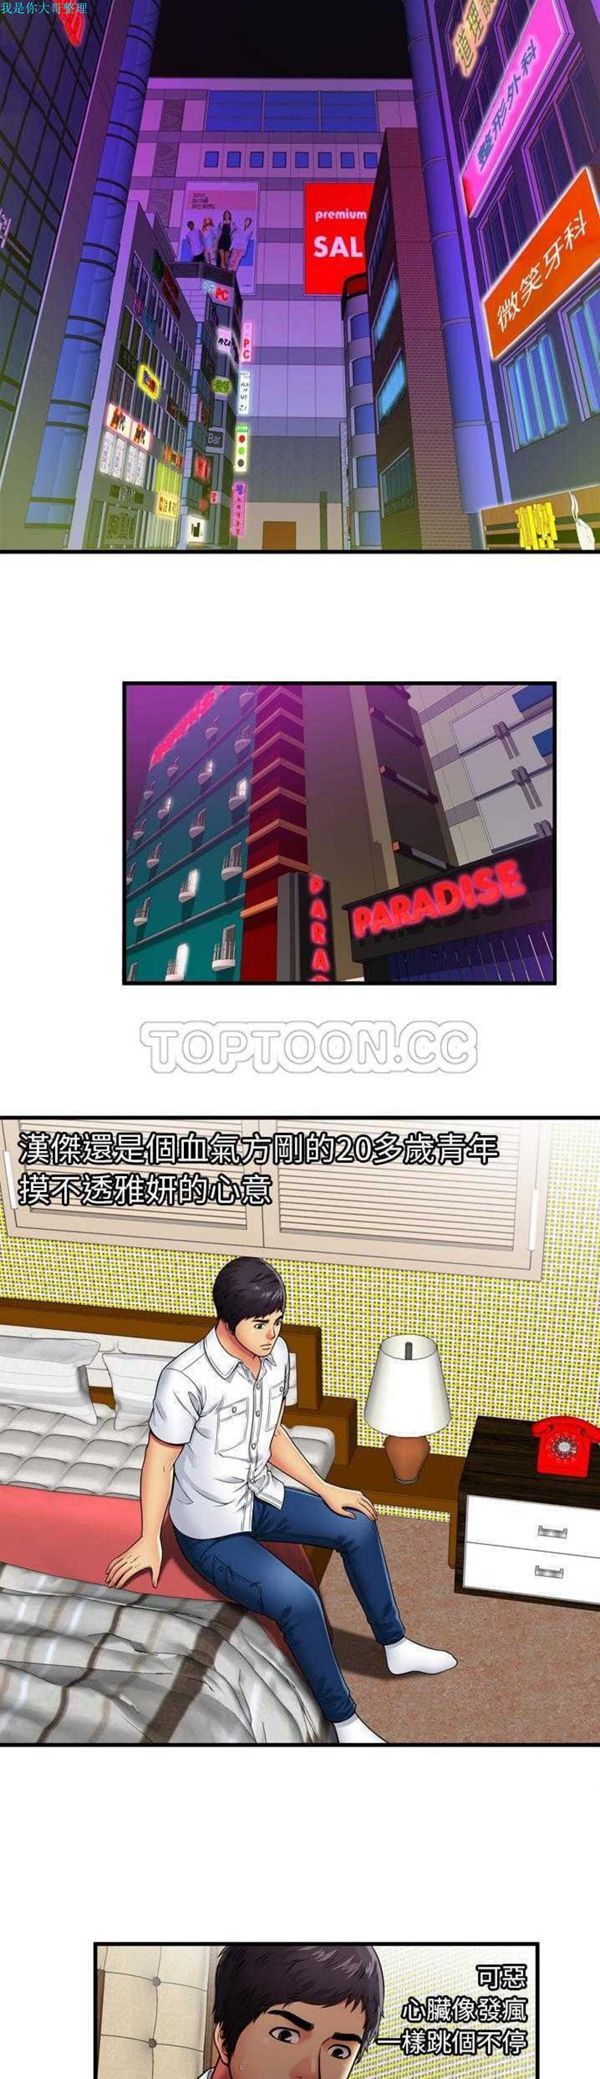 我是你大哥整理
整形外科
premium
SAL
微笑牙科
PC
PC
Bar
PARADISE
PARA
TOPTOON.CC
漢傑還是個血氣方剛的20多歲青年
摸不透雅妍的心意
可惡
心臟像發瘋
一樣跳個不停